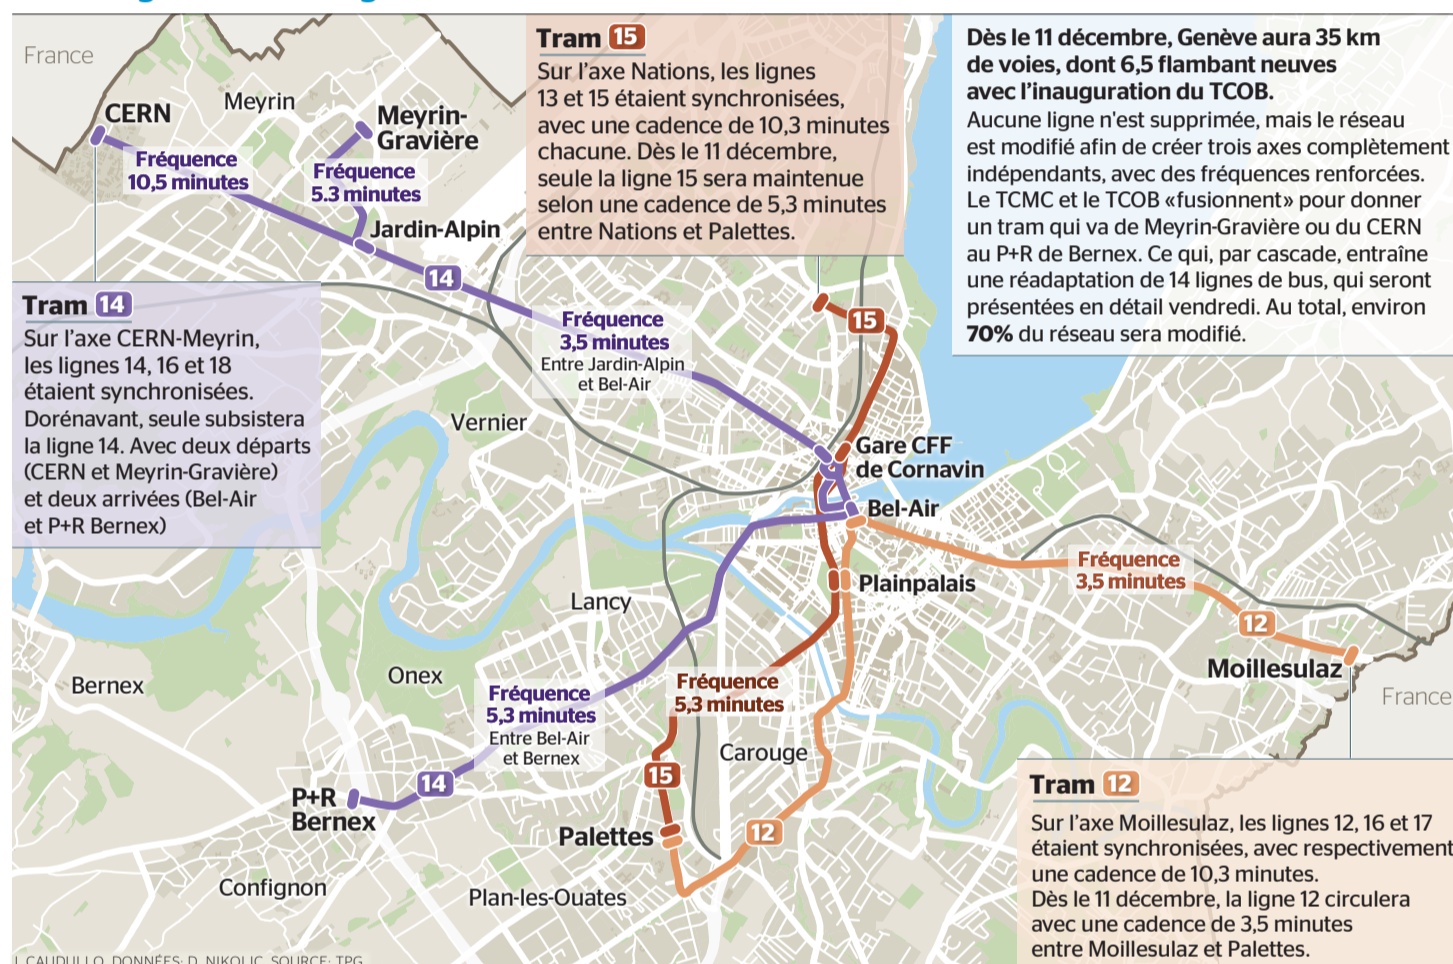 France
CERN
Meyrin
Meyrin-
Gravière
Fréquence
10,5 minutes
Fréquence
5.3 minutes
Jardin-Alpin
14
Tram 15
Sur l'axe Nations, les lignes
13 et 15 étaient synchronisées,
avec une cadence de 10,3 minutes
chacune. Dès le 11 décembre,
seule la ligne 15 sera maintenue
selon une cadence de 5,3 minutes
entre Nations et Palettes.
Dès le 11 décembre, Genève aura 35 km
de voies, dont 6,5 flambant neuves
avec l'inauguration du TCOB.
Aucune ligne n'est supprimée, mais le réseau
est modifié afin de créer trois axes complètement
indépendants, avec des fréquences renforcées.
Le TCMC et le TCOB «fusionnent» pour donner
un tram qui va de Meyrin-Gravière ou du CERN
au P+R de Bernex. Ce qui, par cascade, entraîne
une réadaptation de 14 lignes de bus, qui seront
présentées en détail vendredi. Au total, environ
70% du réseau sera modifié.
Tram 14
Sur l'axe CERN-Meyrin,
les lignes 14, 16 et 18
étaient synchronisées.
Dorénavant, seule subsistera
la ligne 14. Avec deux départs
(CERN et Meyrin-Gravière)
et deux arrivées (Bel-Air
et P+R Bernex)
15
Fréquence
3,5 minutes
Entre Jardin-Alpin
et Bel-Air
Vernier
Gare CFF
de Cornavin
Bel-Air
Plainpalais
Fréquence
3,5 minutes
12
Moillesulaz
France
Lancy
Onex
Bernex
Fréquence
5,3 minutes
Entre Bel-Air
et Bernex
Fréquence
5,3 minutes
Carouge
14
15
P+R
Bernex
Palettes
12
Confignon
Plan-les-Ouates
Tram 12
Sur l'axe Moillesulaz, les lignes 12, 16 et 17
étaient synchronisées, avec respectivement
une cadence de 10,3 minutes.
Dès le 11 décembre, la ligne 12 circulera
avec une cadence de 3,5 minutes
entre Moillesulaz et Palettes.
I. CAUDULLO. DONNÉES: D. NIKOLIC. SOURCE: TPG